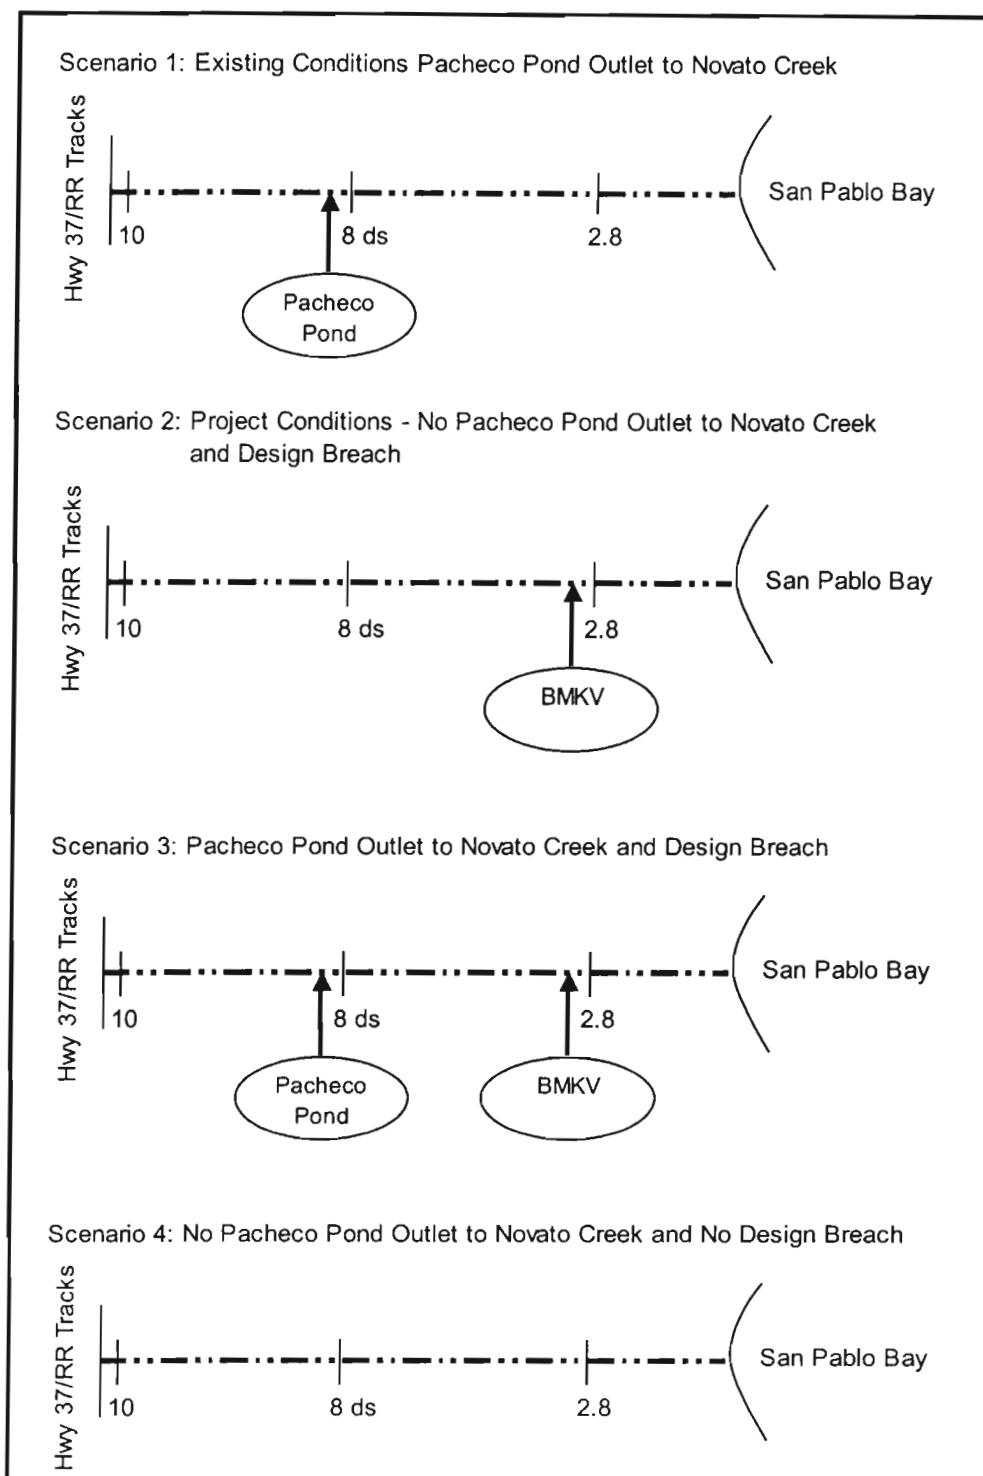 Scenario 1: Existing Conditions Pacheco Pond Outlet to Novato Creek
Hwy 37/RR Tracks
San Pablo Bay
10
8 ds
2.8
Pacheco
Pond
Scenario 2: Project Conditions - No Pacheco Pond Outlet to Novato Creek
and Design Breach
Hwy 37/RR Tracks
San Pablo Bay
10
8 ds
2.8
BMKV
Scenario 3: Pacheco Pond Outlet to Novato Creek and Design Breach
Hwy 37/RR Tracks
San Pablo Bay
10
8 ds
2.8
Pacheco
Pond
BMKV
Scenario 4: No Pacheco Pond Outlet to Novato Creek and No Design Breach
Hwy 37/RR Tracks
San Pablo Bay
10
8 ds
2.8